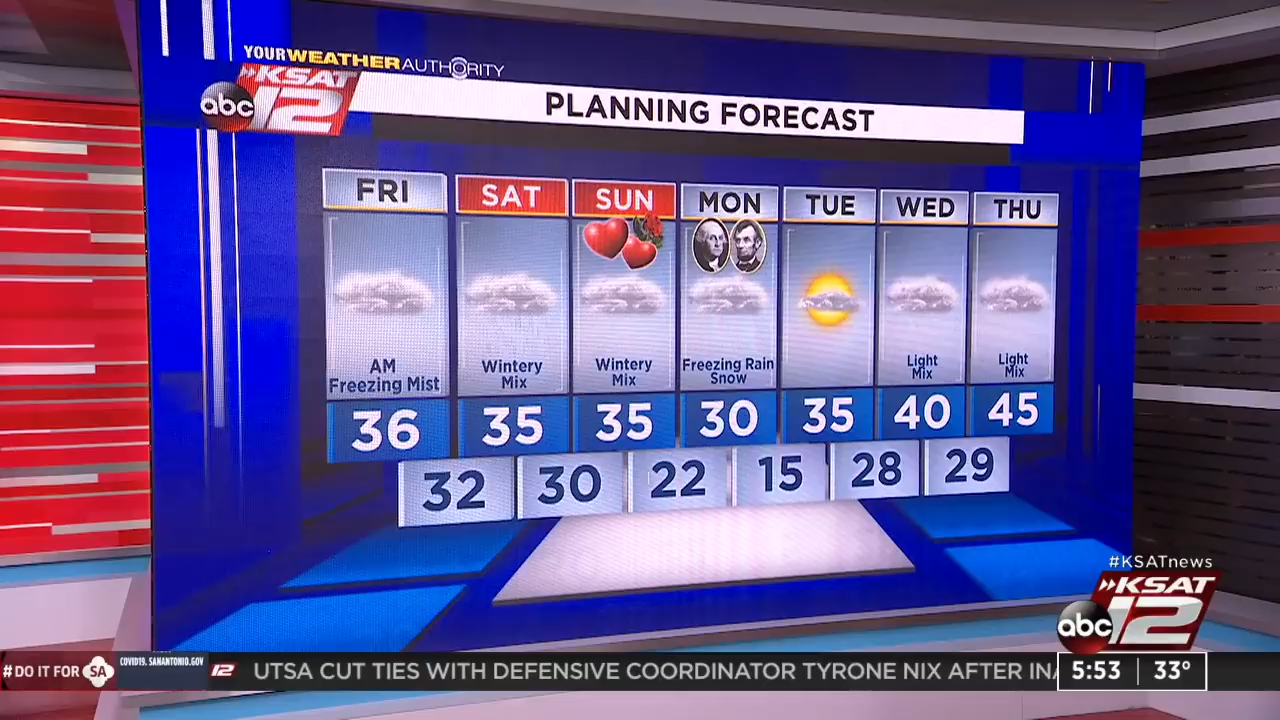 YOUR WEATHER AUTHORITY
KSAT
abc 12
PLANNING FORECAST
FRI SAT SUN MON TUE WED THU
AM Freezing Mist
Wintery Mix
Wintery Mix
Freezing Rain Snow
Light Mix
Light Mix
36 35 35 30 35 40 45
32 30 22 15 28 29
#KSATnews
KSAT
abc 12
#DO IT FOR SA
COVID19.SANANTONIO.GOV
12
UTSA CUT TIES WITH DEFENSIVE COORDINATOR TYRONE NIX AFTER INA
5:53 33°